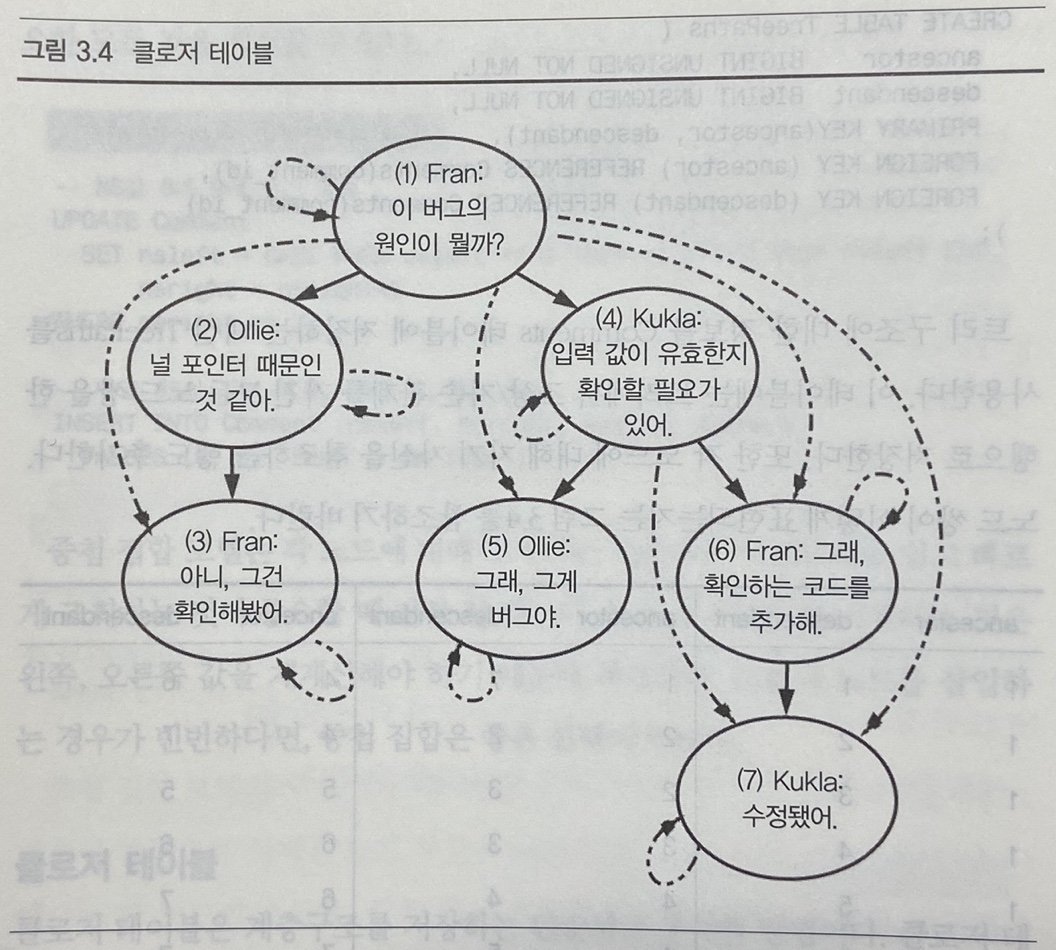 그림 3.4 클로저 테이블
(1) Fran:
이 버그의
원인이 뭘까?
(2) Ollie:
널 포인터 때문인
것 같아.
(4) Kukla:
입력 값이 유효한지
확인할 필요가
있어.
(3) Fran:
아니, 그건
확인해봤어
(5) Ollie:
그래, 그게
버그야.
(6) Fran: 그래,
확인하는 코드를
추가해.
(7) Kukla:
수정됐어.